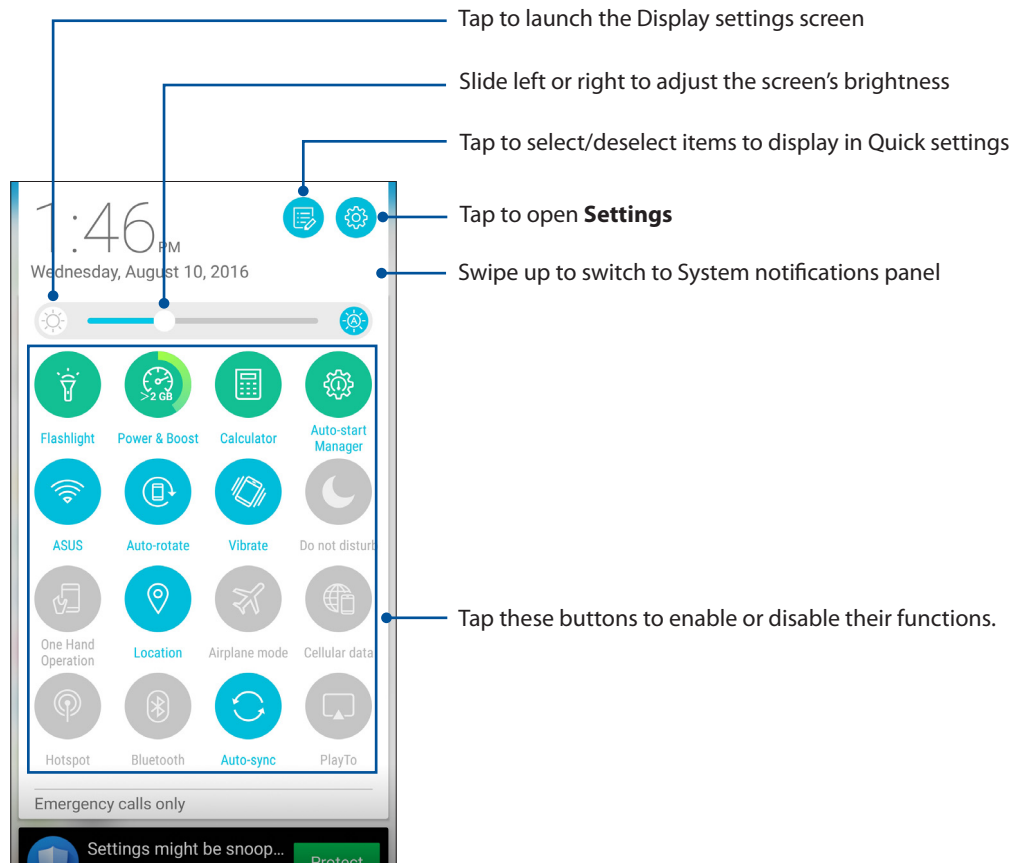 Tap to launch the Display settings screen
Slide left or right to adjust the screen's brightness
Tap to select/deselect items to display in Quick settings
Tap to open Settings
Swipe up to switch to System notifications panel
1:46 PM
Wednesday, August 10, 2016
A
>2 GB
Flashlight Power & Boost Calculator Auto-start
Manager
ASUS Auto-rotate Vibrate Do not disturb
Tap these buttons to enable or disable their functions.
One Hand
Operation Location Airplane mode Cellular data
Hotspot Bluetooth Auto-sync PlayTo
Emergency calls only
Settings might be snoop...
Protect